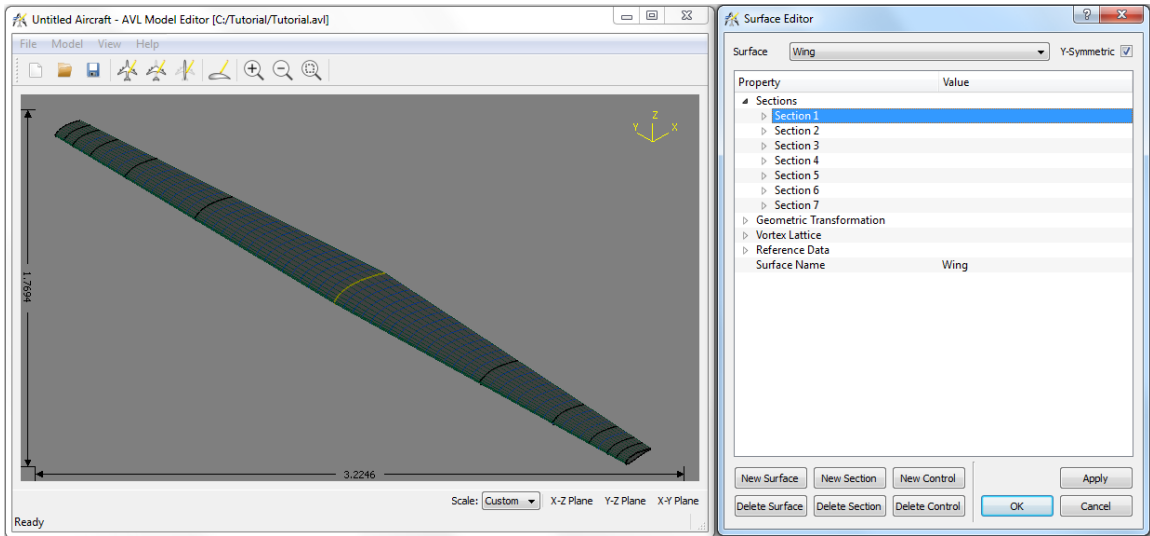 Untitled Aircraft - AVL Model Editor [C:/Tutorial/Tutorial.avl]
File Model View Help
Z
Y X
1.7694
3.2246
Scale: Custom X-Z Plane Y-Z Plane X-Y Plane
Ready
Surface Editor
Surface Wing Y-Symmetric
Property Value
Sections
Section 1
Section 2
Section 3
Section 4
Section 5
Section 6
Section 7
Geometric Transformation
Vortex Lattice
Reference Data
Surface Name Wing
New Surface New Section New Control Apply
Delete Surface Delete Section Delete Control OK Cancel